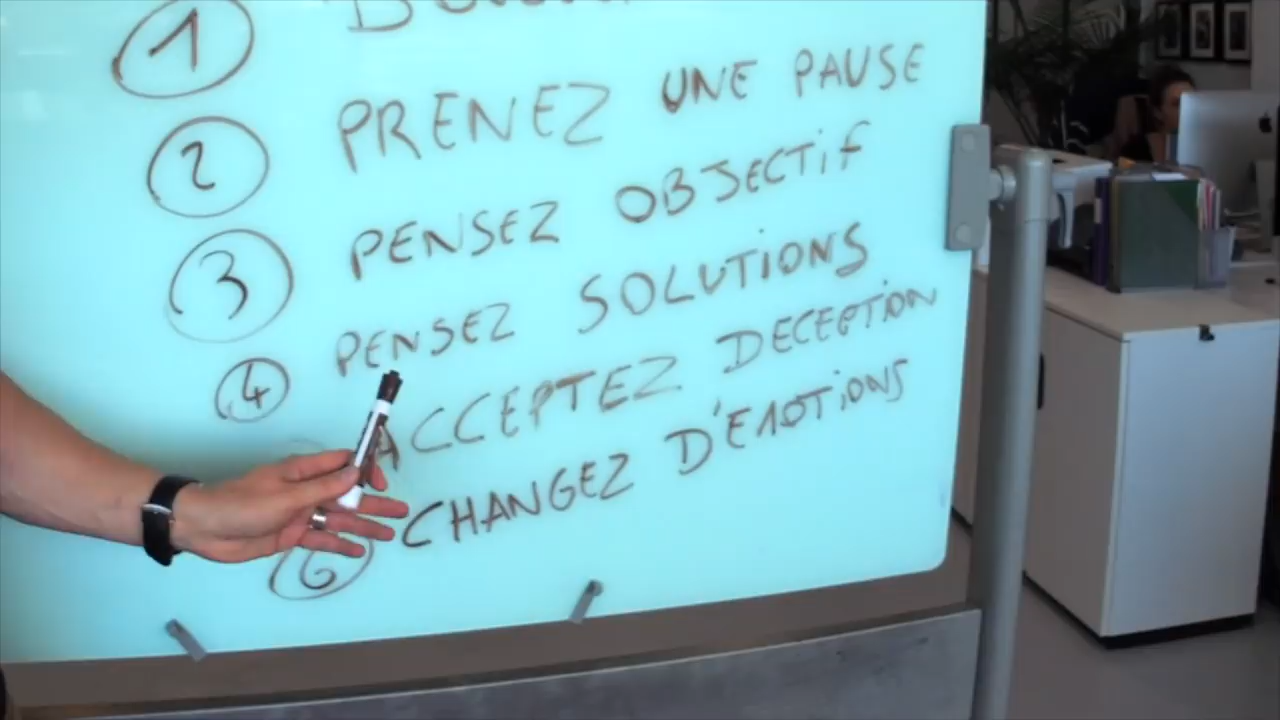 1
2 PRENEZ UNE PAUSE
3 PENSEZ OBJECTIF
4 PENSEZ SOLUTIONS
ACCEPTEZ DECEPTION
6 CHANGEZ D'EMOTIONS